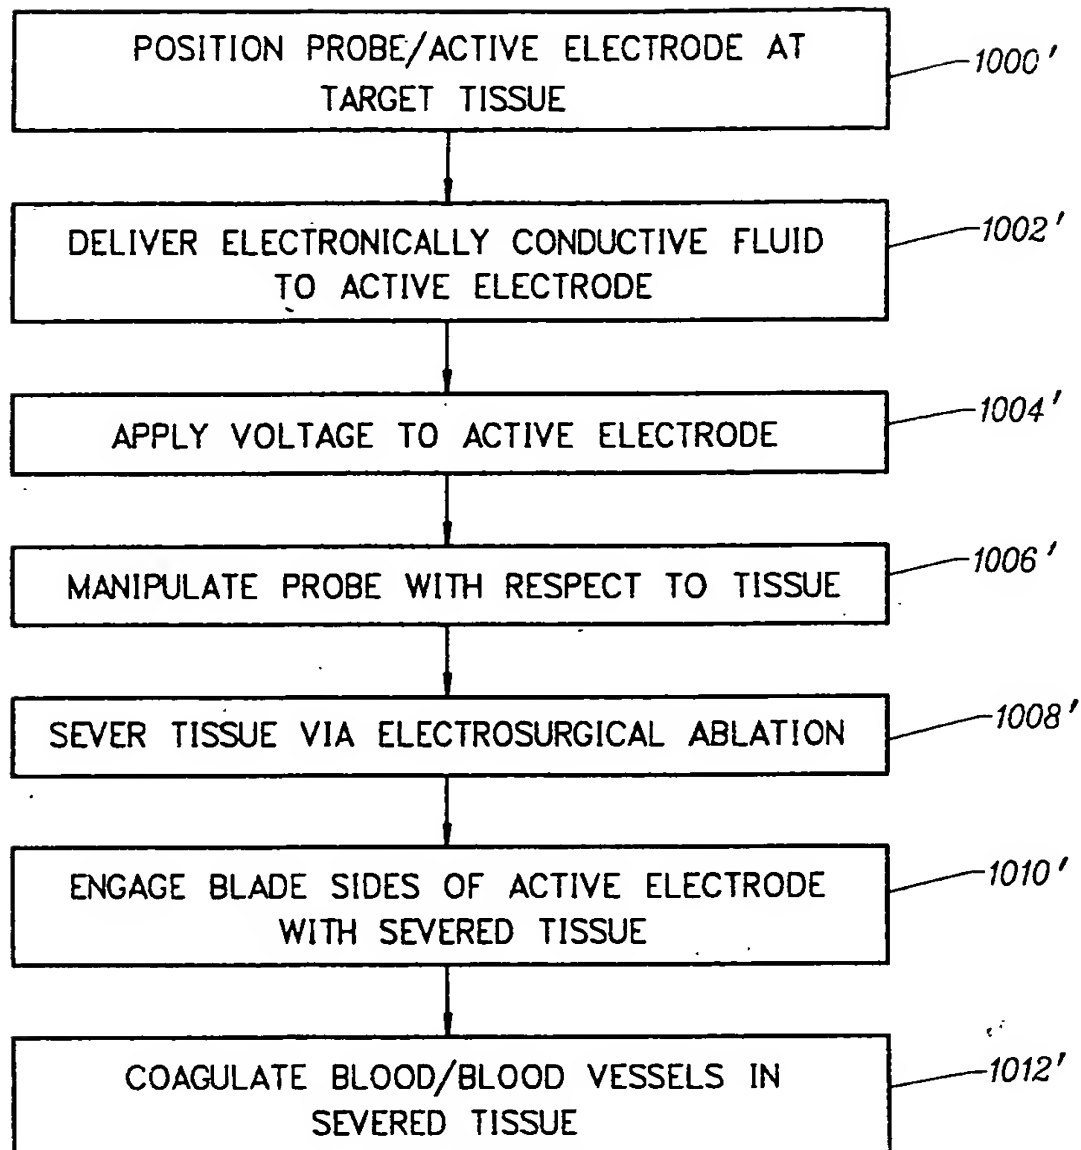 POSITION PROBE/ACTIVE ELECTRODE AT
TARGET TISSUE
1000'
DELIVER ELECTRONICALLY CONDUCTIVE FLUID
TO ACTIVE ELECTRODE
1002'
APPLY VOLTAGE TO ACTIVE ELECTRODE
1004'
MANIPULATE PROBE WITH RESPECT TO TISSUE
1006'
SEVER TISSUE VIA ELECTROSURGICAL ABLATION
1008'
ENGAGE BLADE SIDES OF ACTIVE ELECTRODE
WITH SEVERED TISSUE
1010'
COAGULATE BLOOD/BLOOD VESSELS IN
SEVERED TISSUE
1012'